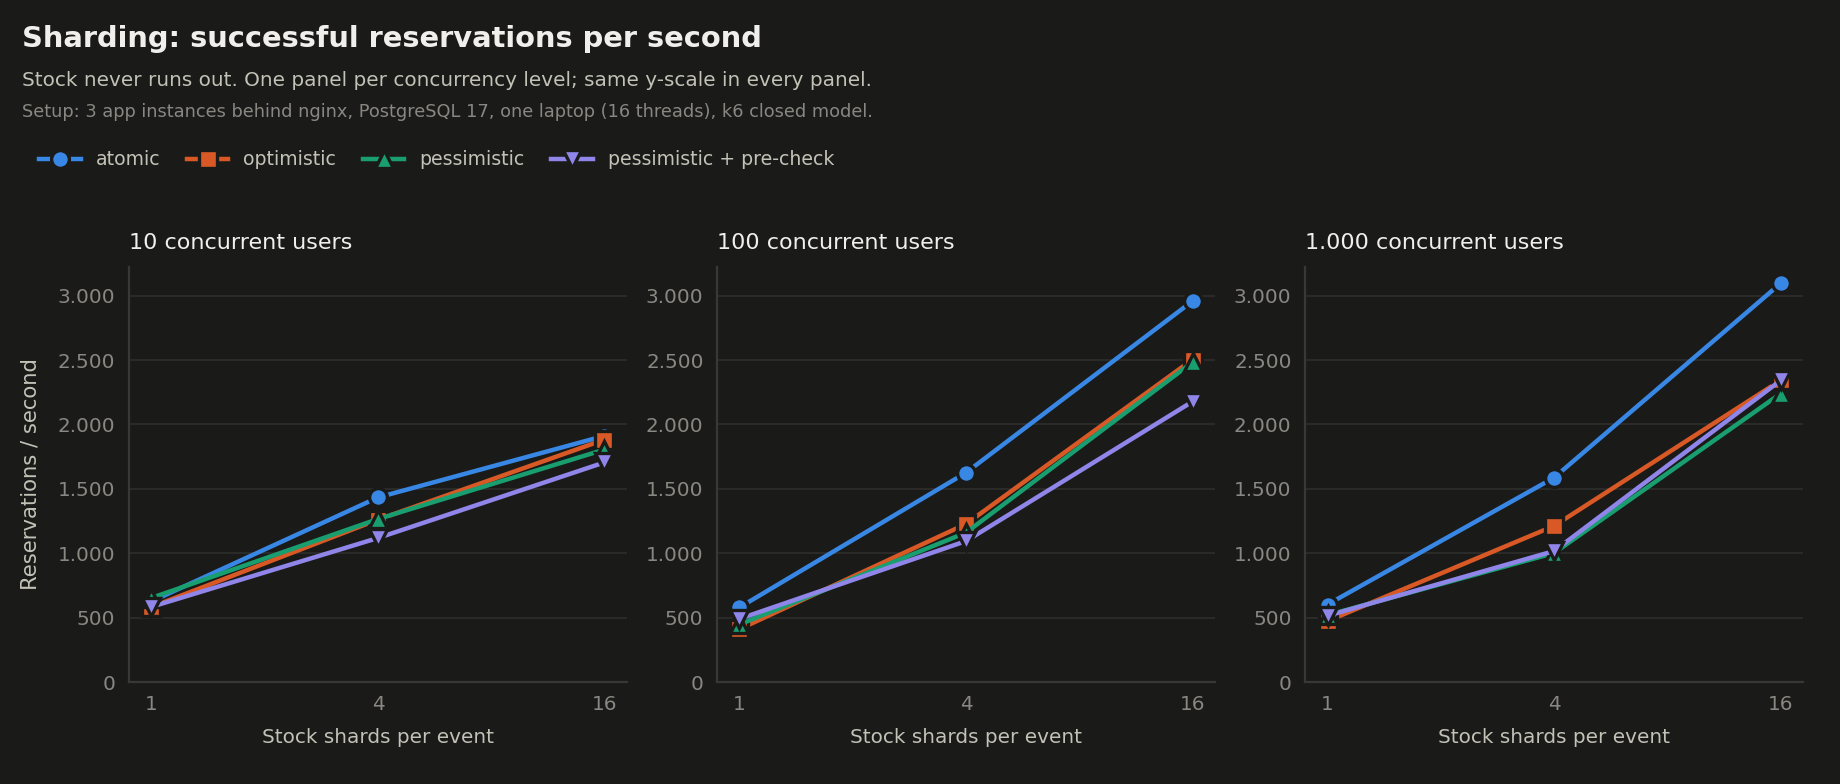 Sharding: successful reservations per second
Stock never runs out. One panel per concurrency level; same y-scale in every panel.
Setup: 3 app instances behind nginx, PostgreSQL 17, one laptop (16 threads), k6 closed model.
atomic optimistic pessimistic pessimistic + pre-check
10 concurrent users
3.000
2.500
2.000
1.500
1.000
500
0
1 4 16
Reservations / second
Stock shards per event
100 concurrent users
3.000
2.500
2.000
1.500
1.000
500
0
1 4 16
Stock shards per event
1.000 concurrent users
3.000
2.500
2.000
1.500
1.000
500
0
1 4 16
Stock shards per event